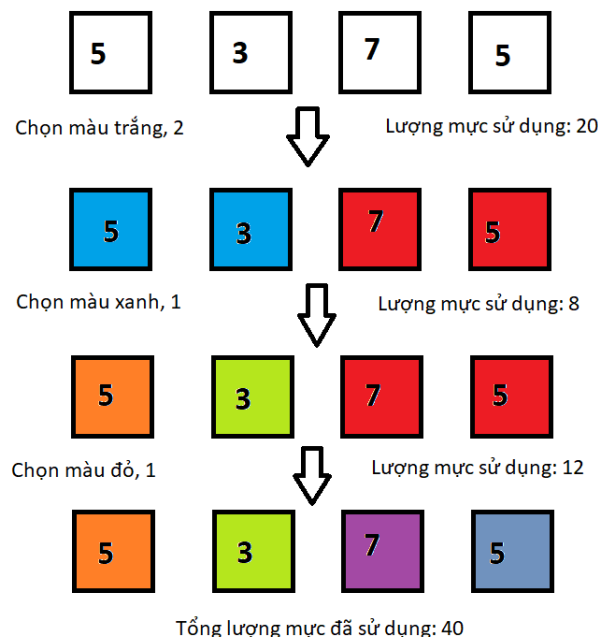 5 3 7 5
Chọn màu trắng, 2 Lượng mực sử dụng: 20
5 3 7 5
Chọn màu xanh, 1 Lượng mực sử dụng: 8
5 3 7 5
Chọn màu đỏ, 1 Lượng mực sử dụng: 12
5 3 7 5
Tổng lượng mực đã sử dụng: 40